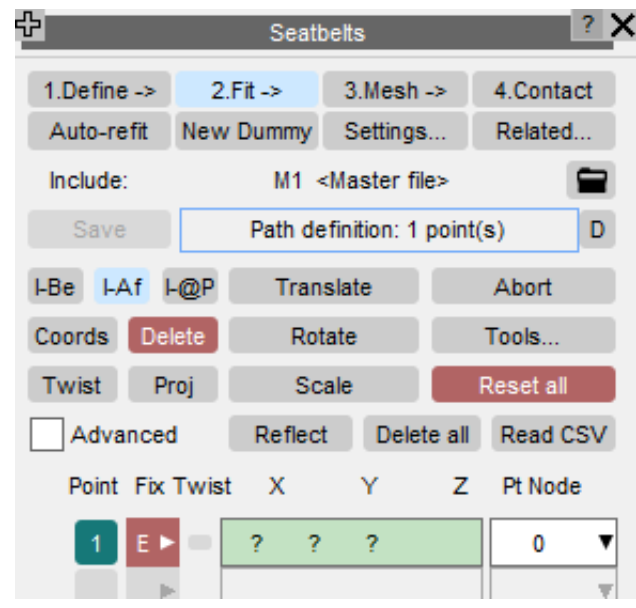 Seatbelts ?
1.Define -> 2.Fit -> 3.Mesh -> 4.Contact
Auto-refit New Dummy Settings... Related...
Include: M1 <Master file>
Save Path definition: 1 point(s) D
I-Be I-Af I-@P Translate Abort
Coords Delete Rotate Tools...
Twist Proj Scale Reset all
Advanced Reflect Delete all Read CSV
Point Fix Twist X Y Z Pt Node
1 E ? ? ? 0